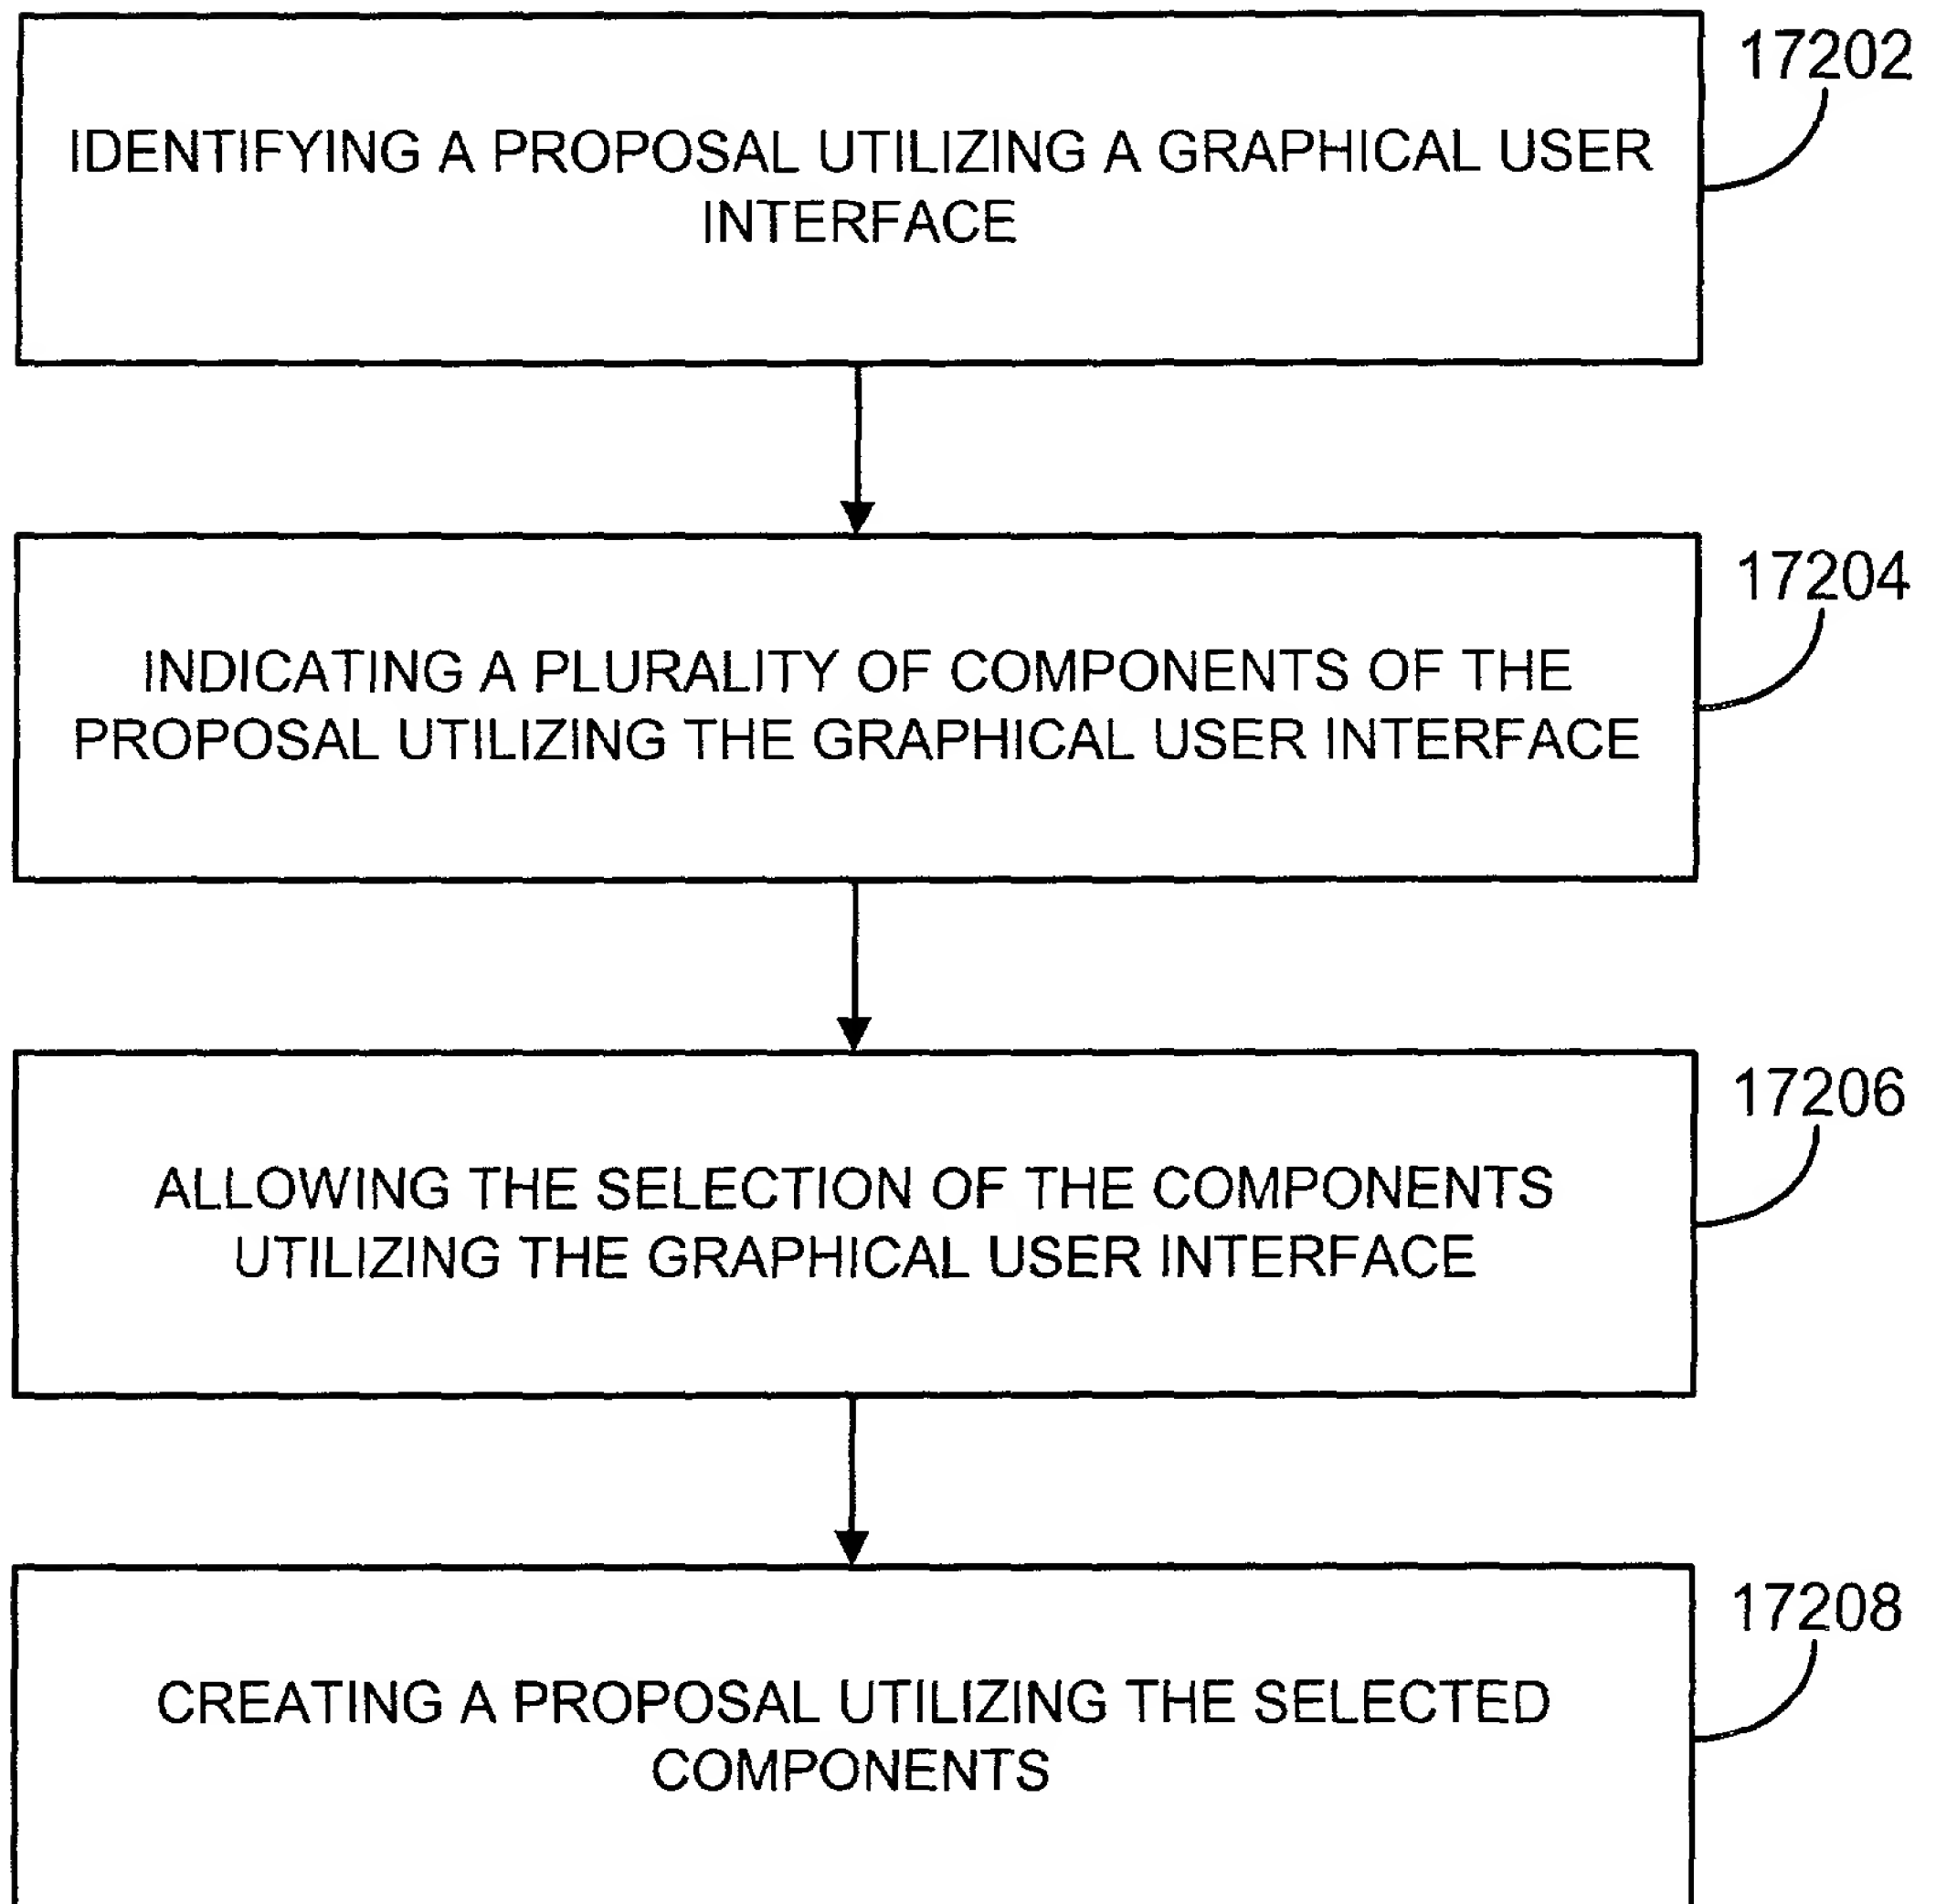 17202
IDENTIFYING A PROPOSAL UTILIZING A GRAPHICAL USER
INTERFACE
17204
INDICATING A PLURALITY OF COMPONENTS OF THE
PROPOSAL UTILIZING THE GRAPHICAL USER INTERFACE
17206
ALLOWING THE SELECTION OF THE COMPONENTS
UTILIZING THE GRAPHICAL USER INTERFACE
17208
CREATING A PROPOSAL UTILIZING THE SELECTED
COMPONENTS